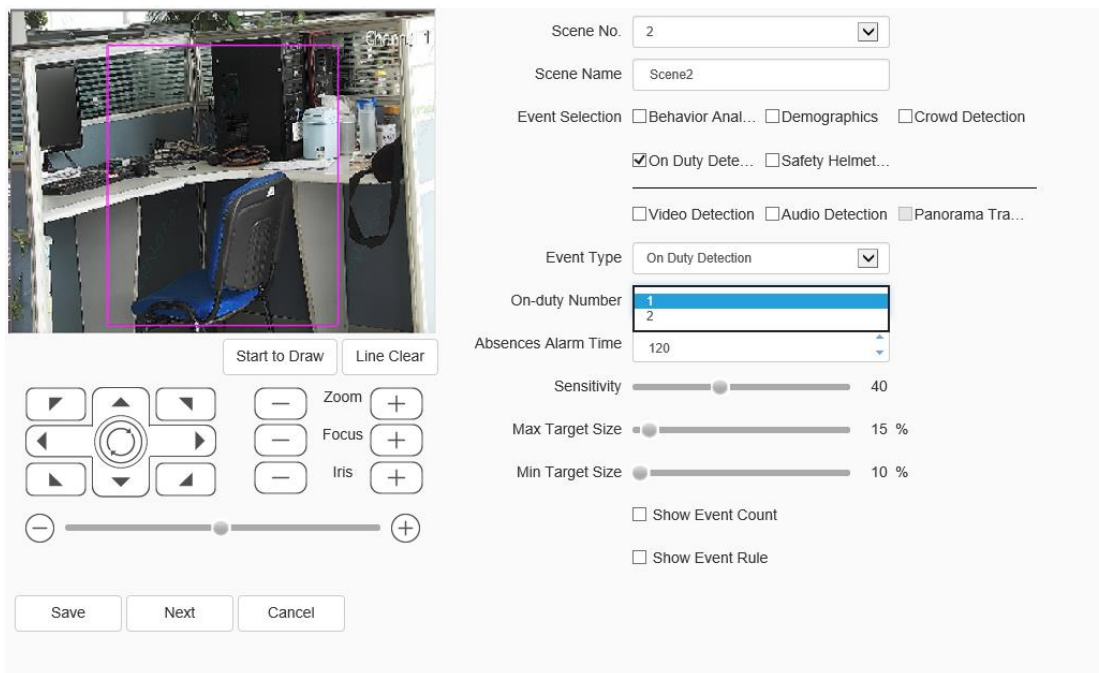 Channel 1
Scene No. 2
Scene Name Scene2
Event Selection Behavior Anal... Demographics Crowd Detection
On Duty Dete... Safety Helmet...
Video Detection Audio Detection Panorama Tra...
Event Type On Duty Detection
On-duty Number 1
2
Absences Alarm Time 120
Start to Draw Line Clear
Sensitivity 40
Zoom
Max Target Size 15 %
Focus
Min Target Size 10 %
Iris
Show Event Count
Show Event Rule
Save Next Cancel